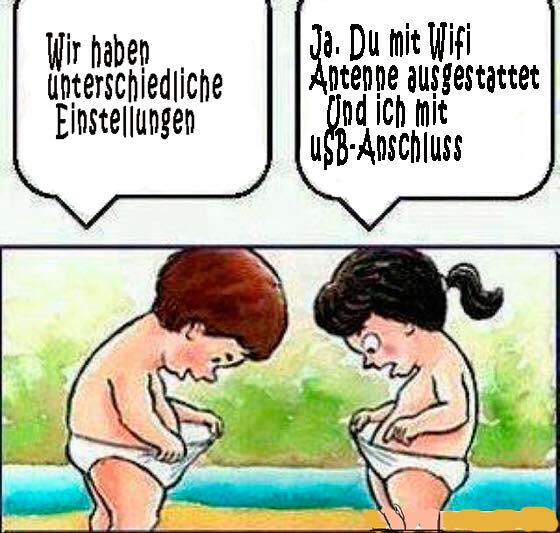 Wir haben
unterschiedliche
Einstellungen
Ja. Du mit Wifi
Antenne ausgestattet
Und ich mit
uSB-Anschluss